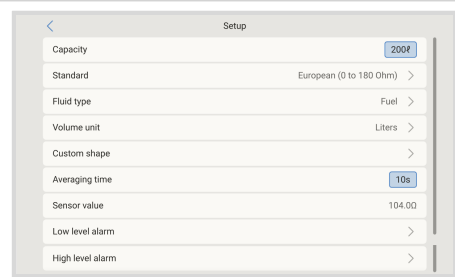 Setup
Capacity 200ℓ
Standard European (0 to 180 Ohm)
Fluid type Fuel
Volume unit Liters
Custom shape
Averaging time 10s
Sensor value 104.0Ω
Low level alarm
High level alarm